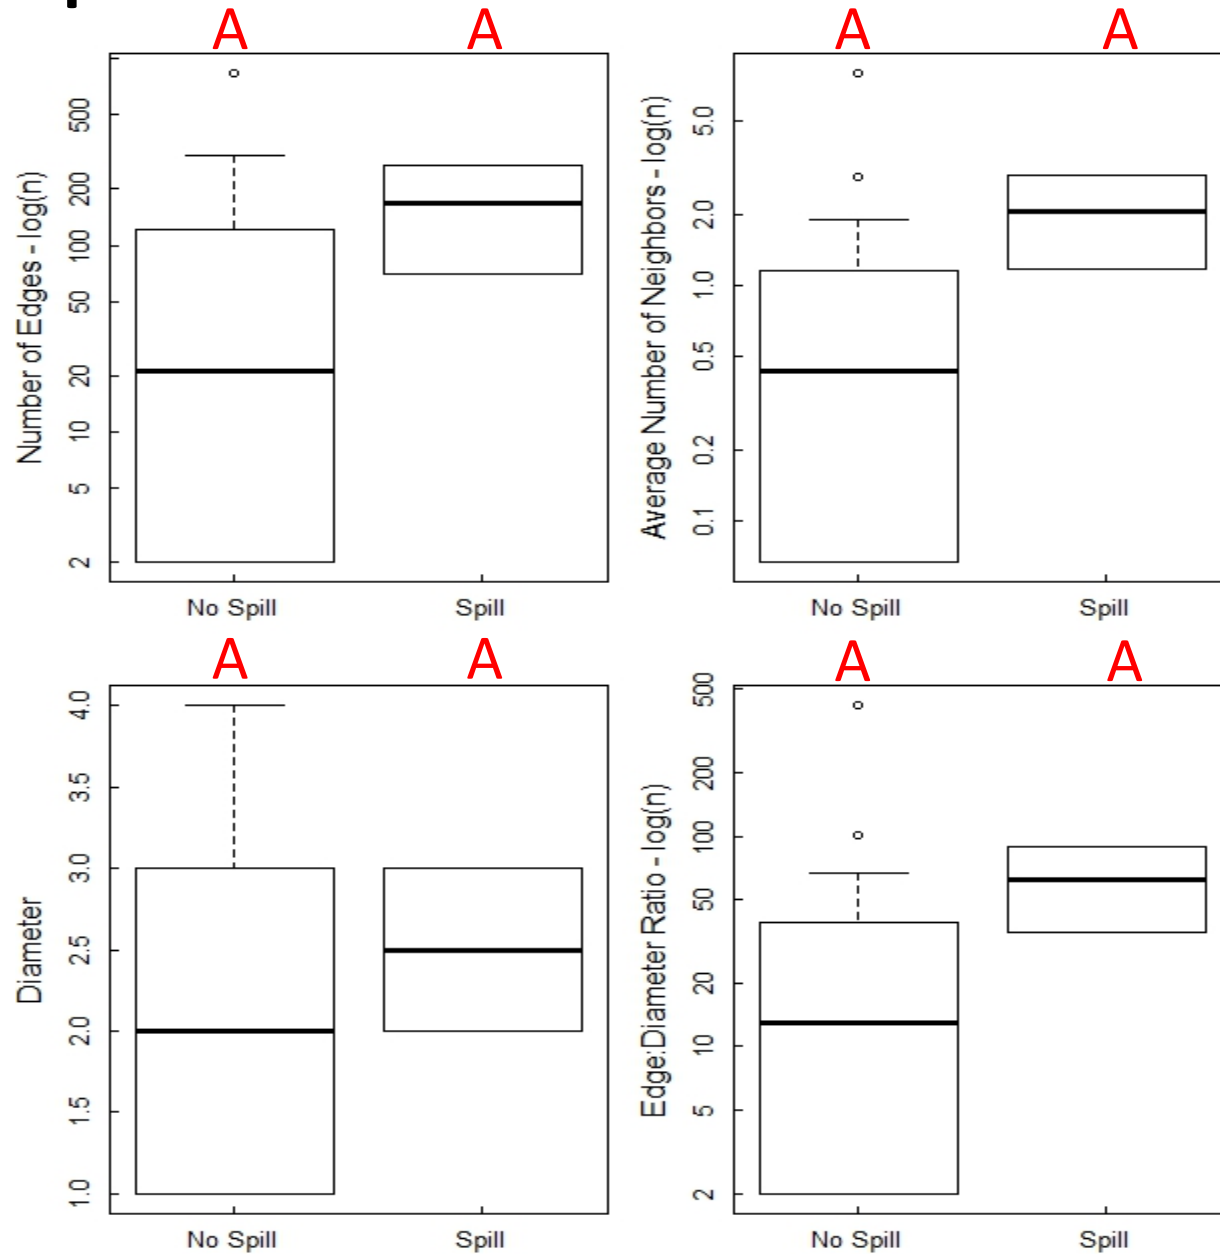 A A
Number of Edges - log(n)
500
200
100
50
20
10
5
2
No Spill Spill
A A
Average Number of Neighbors - log(n)
5.0
2.0
1.0
0.5
0.2
0.1
No Spill Spill
A A
Diameter
4.0
3.5
3.0
2.5
2.0
1.5
1.0
No Spill Spill
A A
Edge:Diameter Ratio - log(n)
500
200
100
50
20
10
5
2
No Spill Spill